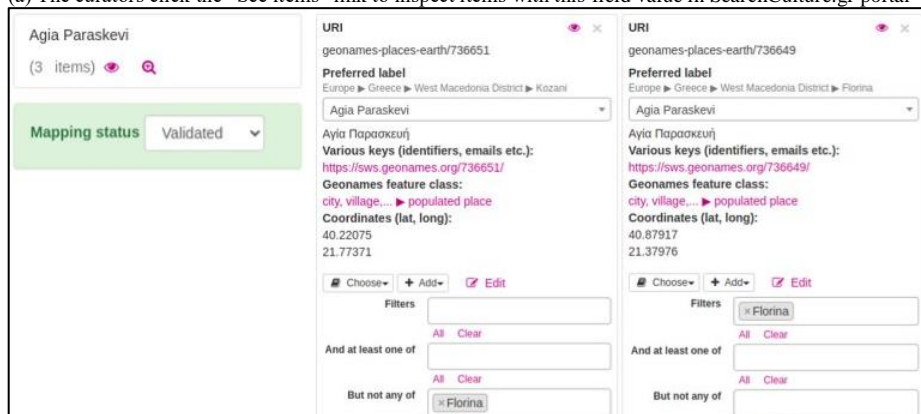 (d) The curators click the "See items" link to inspect items with this field value in SearchCulture.gr portal
Agia Paraskevi
(3 items)
Mapping status Validated
URI
geonames-places-earth/736651
Preferred label
Europe ▶ Greece ▶ West Macedonia District ▶ Kozani
Agia Paraskevi
Αγία Παρασκευή
Various keys (identifiers, emails etc.):
https://sws.geonames.org/736651/
Geonames feature class:
city, village,... ▶ populated place
Coordinates (lat, long):
40.22075
21.77371
Choose Add Edit
Filters
All Clear
And at least one of
All Clear
But not any of ×Florina
URI
geonames-places-earth/736649
Preferred label
Europe ▶ Greece ▶ West Macedonia District ▶ Florina
Agia Paraskevi
Αγία Παρασκευή
Various keys (identifiers, emails etc.):
https://sws.geonames.org/736649/
Geonames feature class:
city, village,... ▶ populated place
Coordinates (lat, long):
40.87917
21.37976
Choose Add Edit
Filters ×Florina
All Clear
And at least one of
All Clear
But not any of